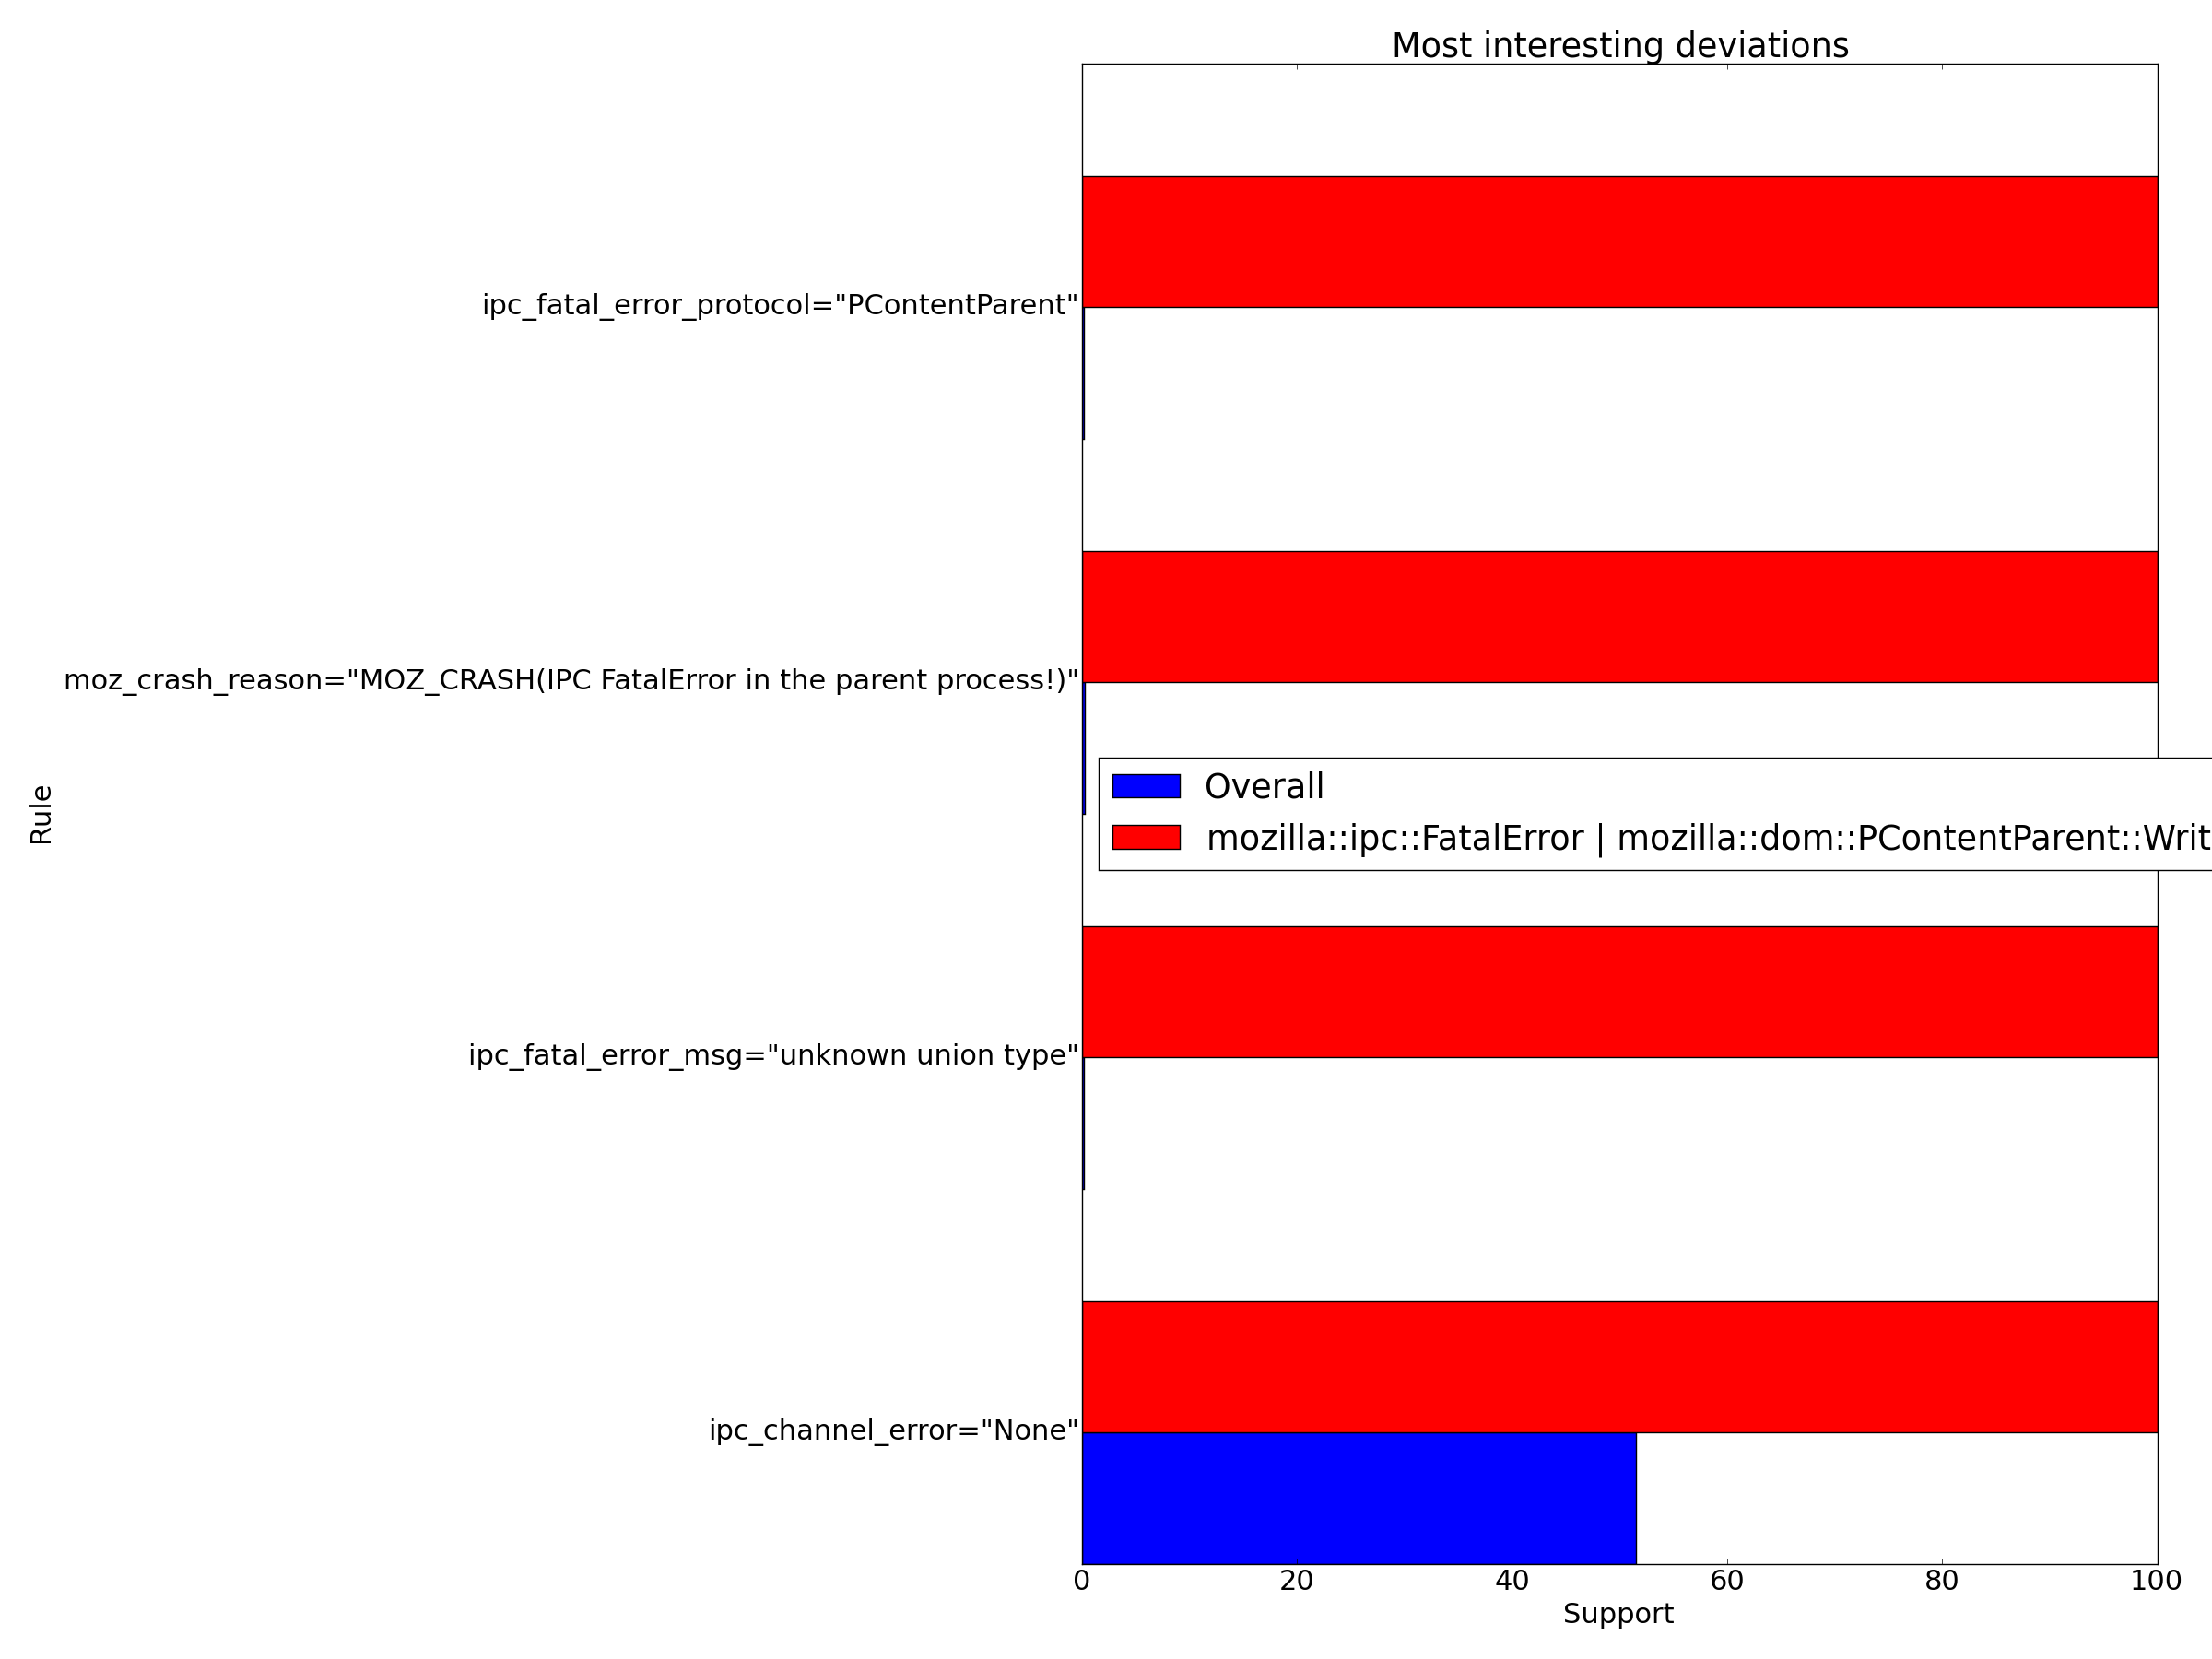 Most interesting deviations
ipc_fatal_error_protocol="PContentParent"
moz_crash_reason="MOZ_CRASH(IPC FatalError in the parent process!)"
Rule
Overall
mozilla::ipc::FatalError | mozilla::dom::PContentParent::Writ
ipc_fatal_error_msg="unknown union type"
ipc_channel_error="None"
0 20 40 60 80 100
Support